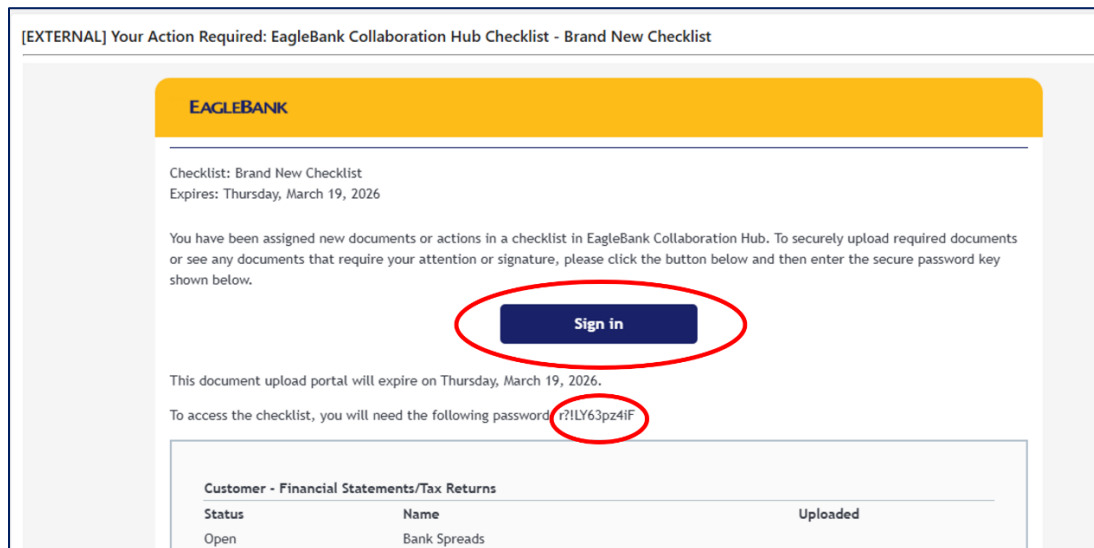 [EXTERNAL] Your Action Required: EagleBank Collaboration Hub Checklist - Brand New Checklist
EAGLEBANK
Checklist: Brand New Checklist
Expires: Thursday, March 19, 2026
You have been assigned new documents or actions in a checklist in EagleBank Collaboration Hub. To securely upload required documents
or see any documents that require your attention or signature, please click the button below and then enter the secure password key
shown below.
Sign in
This document upload portal will expire on Thursday, March 19, 2026.
To access the checklist, you will need the following password r?!LY63pz4iF
Customer - Financial Statements/Tax Returns
Status Name Uploaded
Open Bank Spreads